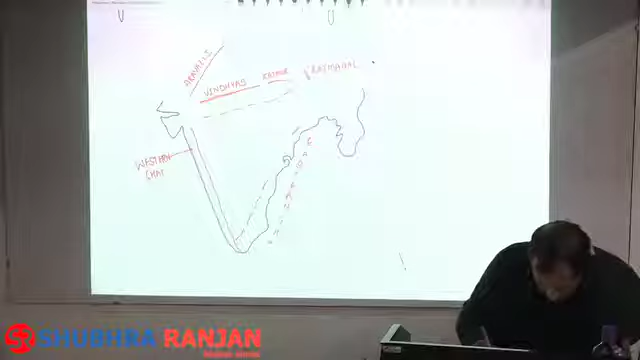 ARAVALLI
VINDHYAS
KAIMUR
RAJMAHAL
WESTERN
GHAT
SHUBHRA RANJAN